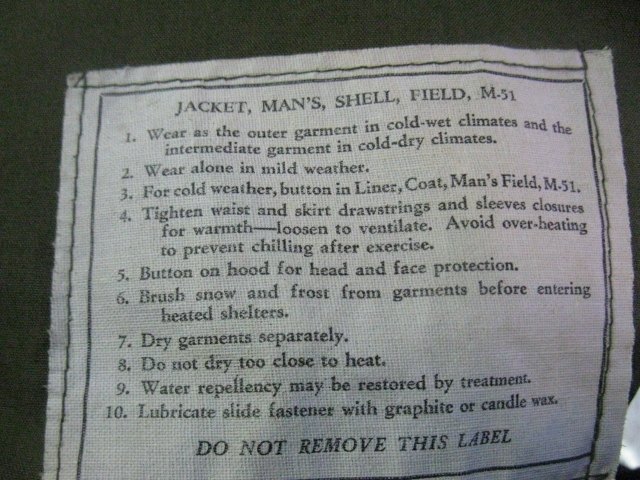 JACKET, MAN'S, SHELL, FIELD, M-51
1. Wear as the outer garment in cold-wet climates and the
intermediate garment in cold-dry climates.
2. Wear alone in mild weather.
3. For cold weather, button in Liner, Coat, Man's Field, M-51.
4. Tighten waist and skirt drawstrings and sleeves closures
for warmth—loosen to ventilate. Avoid over-heating
to prevent chilling after exercise.
5. Button on hood for head and face protection.
6. Brush snow and frost from garments before entering
heated shelters.
7. Dry garments separately.
8. Do not dry too close to heat.
9. Water repellency may be restored by treatment.
10. Lubricate slide fastener with graphite or candle wax.
DO NOT REMOVE THIS LABEL